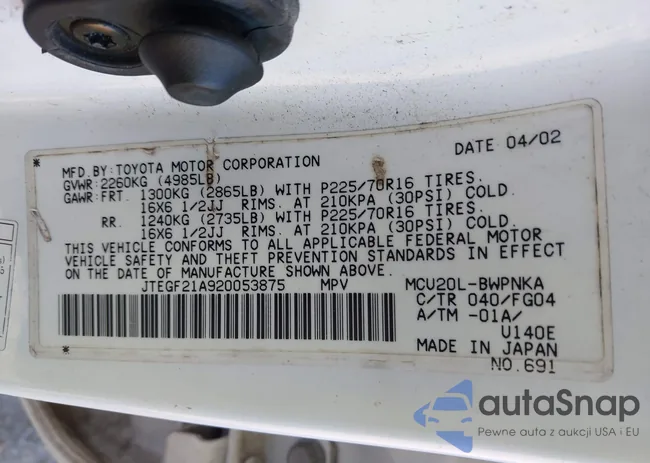 DATE 04/02
MFD.BY:TOYOTA MOTOR CORPORATION
GVWR:2260KG (4985LB)
GAWR:FRT. 1300KG (2865LB) WITH P225/70R16 TIRES.
16X6 1/2JJ RIMS. AT 210KPA (30PSI) COLD.
RR. 1240KG (2735LB) WITH P225/70R16 TIRES.
16X6 1/2JJ RIMS. AT 210KPA (30PSI) COLD.
THIS VEHICLE CONFORMS TO ALL APPLICABLE FEDERAL MOTOR
VEHICLE SAFETY AND THEFT PREVENTION STANDARDS IN EFFECT
ON THE DATE OF MANUFACTURE SHOWN ABOVE.
JTEGF21A920053875 MPV MCU20L-BWPNKA
C/TR 040/FG04
A/TM -01A/
U140E
MADE IN JAPAN
NO.691
autoSnap
Pewne auta z aukcji USA i EU